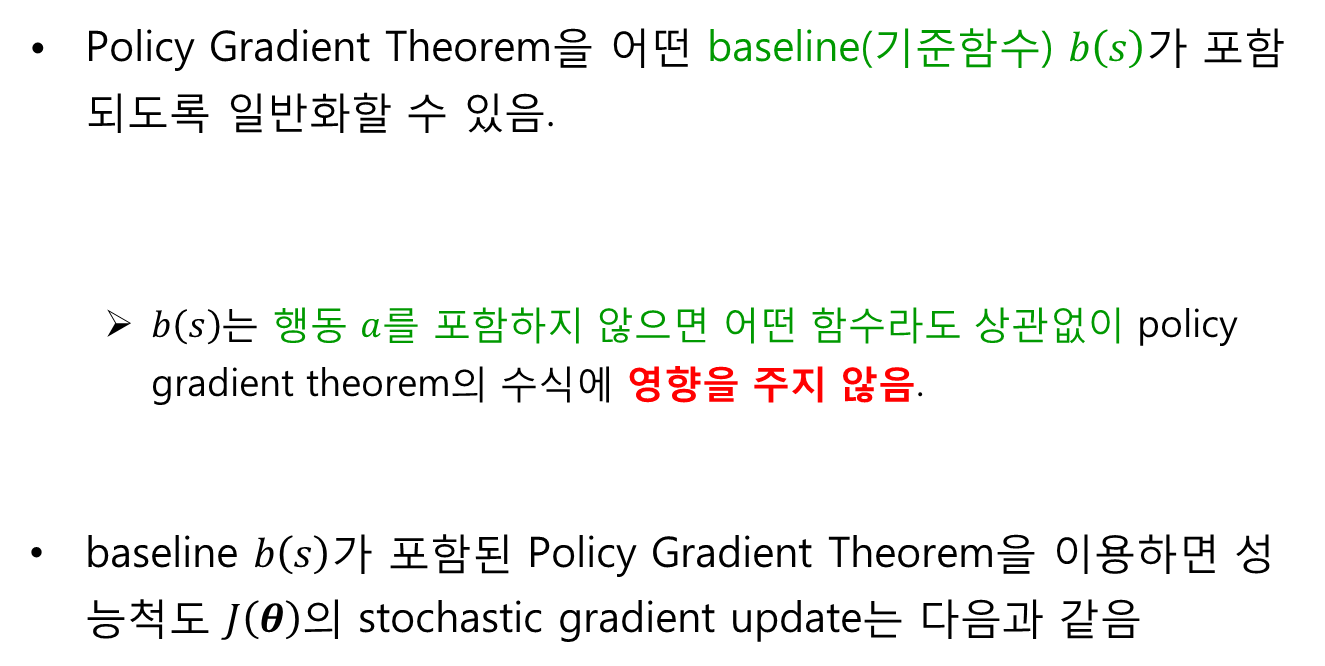 • Policy Gradient Theorem을 어떤 baseline(기준함수) b(s)가 포함
되도록 일반화할 수 있음.
➢ b(s)는 행동 a를 포함하지 않으면 어떤 함수라도 상관없이 policy
gradient theorem의 수식에 영향을 주지 않음.
• baseline b(s)가 포함된 Policy Gradient Theorem을 이용하면 성
능척도 J(θ)의 stochastic gradient update는 다음과 같음